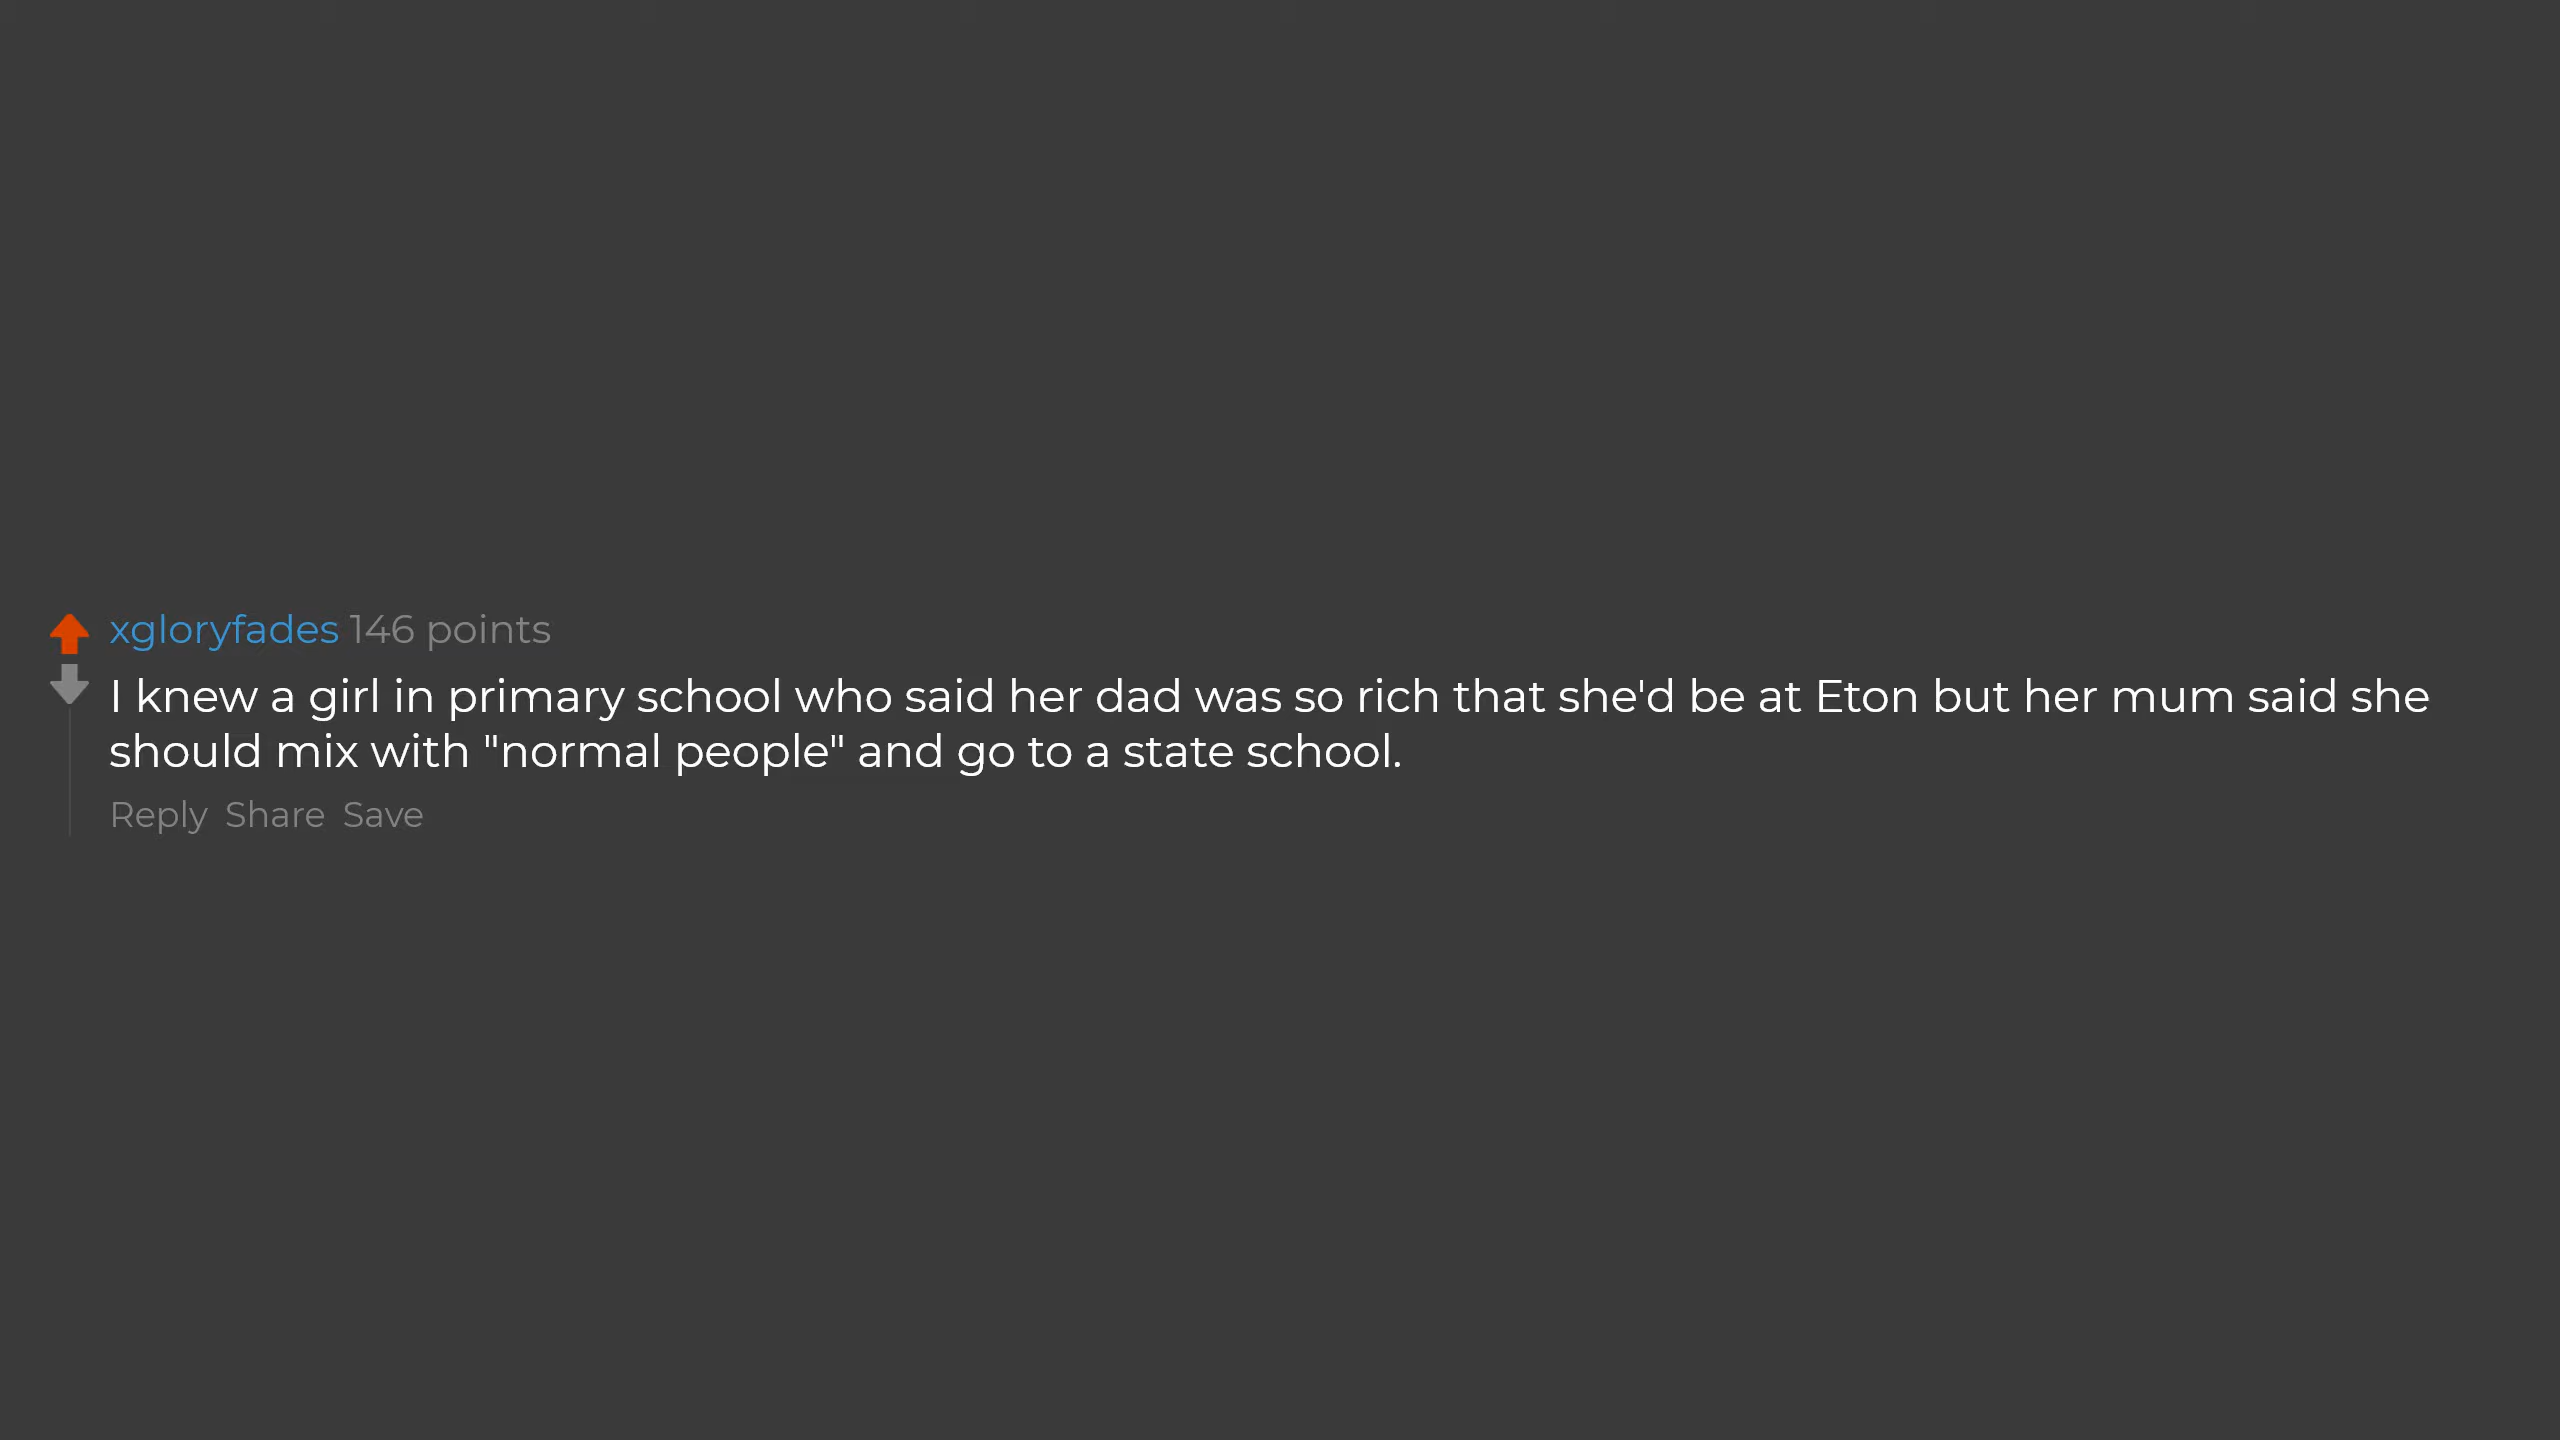 xgloryfades 146 points
I knew a girl in primary school who said her dad was so rich that she'd be at Eton but her mum said she
should mix with "normal people" and go to a state school.
Reply Share Save